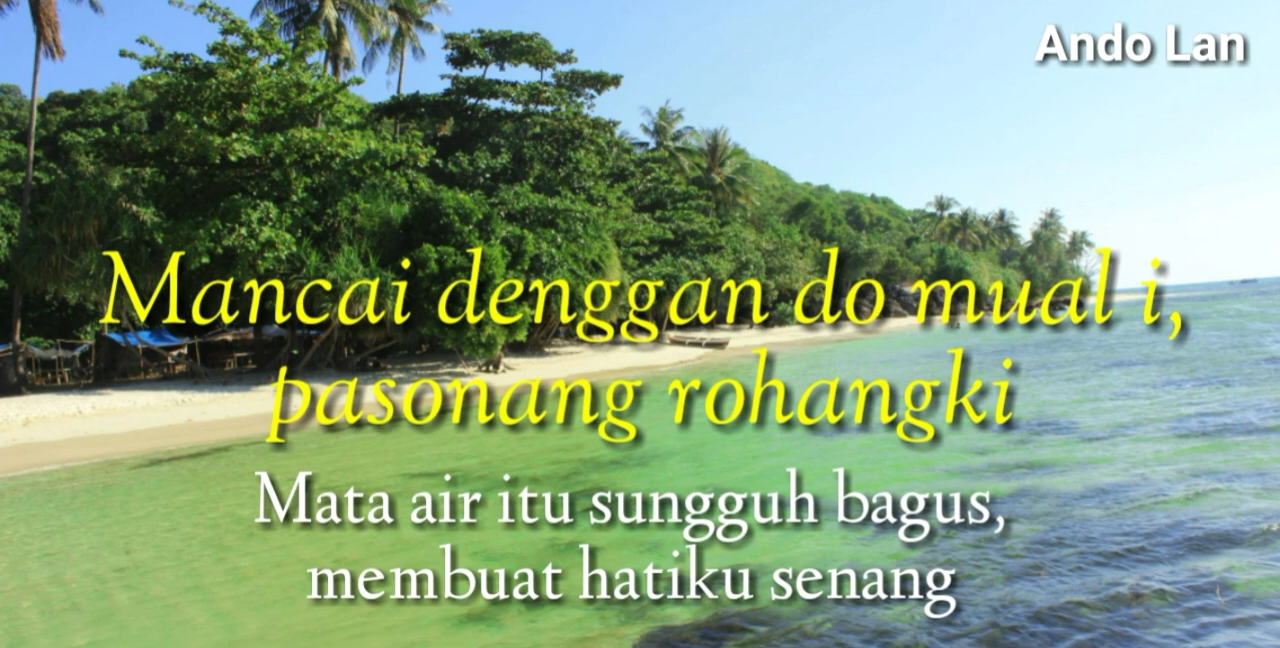 Ando Lan
Mancai denggan do mual i,
pasonang rohangki
Mata air itu sungguh bagus,
membuat hatiku senang